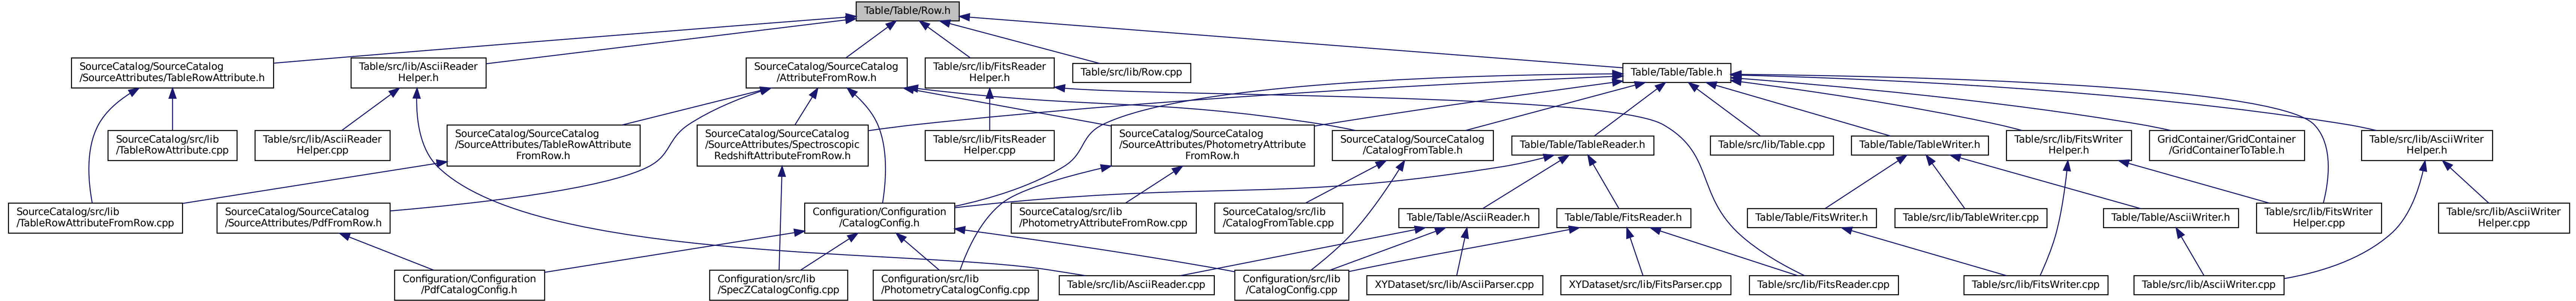 Table/Table/Row.h
SourceCatalog/SourceCatalog
/SourceAttributes/TableRowAttribute.h
Table/src/lib/AsciiReader
Helper.h
SourceCatalog/SourceCatalog
/AttributeFromRow.h
Table/src/lib/FitsReader
Helper.h
Table/src/lib/Row.cpp
Table/Table/Table.h
SourceCatalog/src/lib
/TableRowAttribute.cpp
Table/src/lib/AsciiReader
Helper.cpp
SourceCatalog/SourceCatalog
/SourceAttributes/TableRowAttribute
FromRow.h
SourceCatalog/SourceCatalog
/SourceAttributes/Spectroscopic
RedshiftAttributeFromRow.h
Table/src/lib/FitsReader
Helper.cpp
SourceCatalog/SourceCatalog
/SourceAttributes/PhotometryAttribute
FromRow.h
SourceCatalog/SourceCatalog
/CatalogFromTable.h
Table/Table/TableReader.h
Table/src/lib/Table.cpp
Table/Table/TableWriter.h
Table/src/lib/FitsWriter
Helper.h
GridContainer/GridContainer
/GridContainerToTable.h
Table/src/lib/AsciiWriter
Helper.h
SourceCatalog/src/lib
/TableRowAttributeFromRow.cpp
SourceCatalog/SourceCatalog
/SourceAttributes/PdfFromRow.h
Configuration/Configuration
/CatalogConfig.h
SourceCatalog/src/lib
/PhotometryAttributeFromRow.cpp
SourceCatalog/src/lib
/CatalogFromTable.cpp
Table/Table/AsciiReader.h
Table/Table/FitsReader.h
Table/Table/FitsWriter.h
Table/src/lib/TableWriter.cpp
Table/Table/AsciiWriter.h
Table/src/lib/FitsWriter
Helper.cpp
Table/src/lib/AsciiWriter
Helper.cpp
Configuration/Configuration
/PdfCatalogConfig.h
Configuration/src/lib
/SpecZCatalogConfig.cpp
Configuration/src/lib
/PhotometryCatalogConfig.cpp
Table/src/lib/AsciiReader.cpp
Configuration/src/lib
/CatalogConfig.cpp
XYDataset/src/lib/AsciiParser.cpp
XYDataset/src/lib/FitsParser.cpp
Table/src/lib/FitsReader.cpp
Table/src/lib/FitsWriter.cpp
Table/src/lib/AsciiWriter.cpp